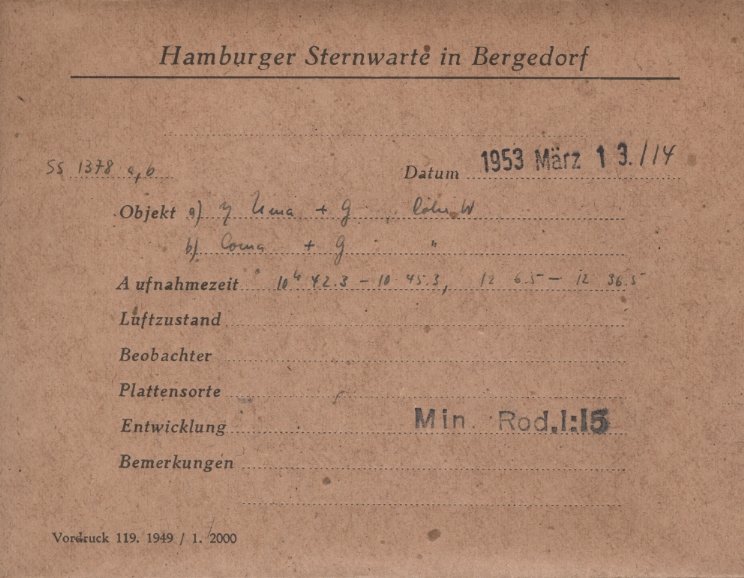 Hamburger Sternwarte in Bergedorf
SS 1378 a,b
Datum 1953 März 13./14
Objekt a) Uma + G
b) Coma + G "
Aufnahmezeit 10h 42.3 – 10 45.3, 12 6.5 – 12 36.5
Luftzustand
Beobachter
Plattensorte
Entwicklung Min. Rod. 1:15
Bemerkungen
Vordruck 119. 1949 / 1. 2000